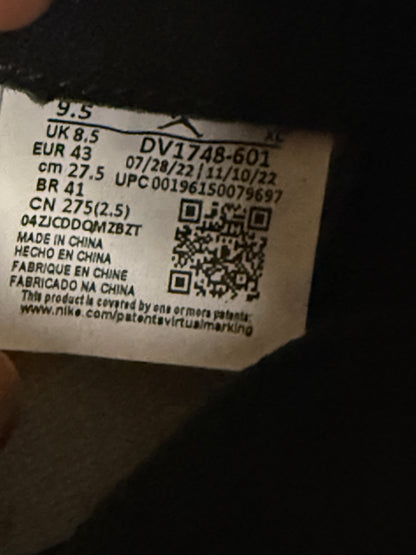 9.5 XC
UK 8.5 DV1748-601
EUR 43 07/28/22 | 11/10/22
cm 27.5 UPC 00196150079697
BR 41
CN 275(2.5)
04ZJCDDQMZBZT
MADE IN CHINA
HECHO EN CHINA
FABRIQUE EN CHINE
FABRICADO NA CHINA
This product is covered by one or more patents:
www.nike.com/patentsvirtualmarking